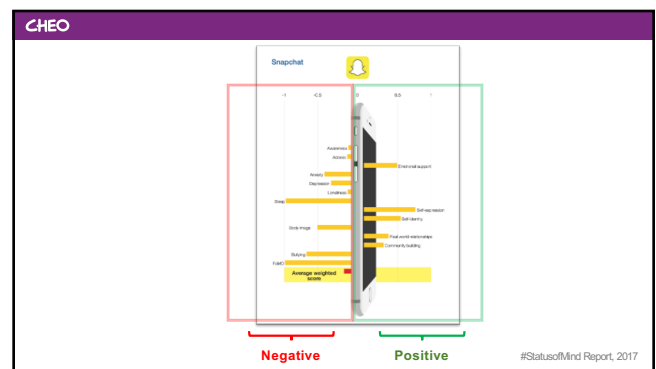 CHEO
Snapchat
-1 -0.5 0 0.5 1
Awareness
Access
Emotional support
Anxiety
Depression
Loneliness
Sleep
Self-expression
Self-identity
Body image
Real world relationships
Community building
Bullying
FoMO
Average weighted
score
Negative Positive
#StatusofMind Report, 2017